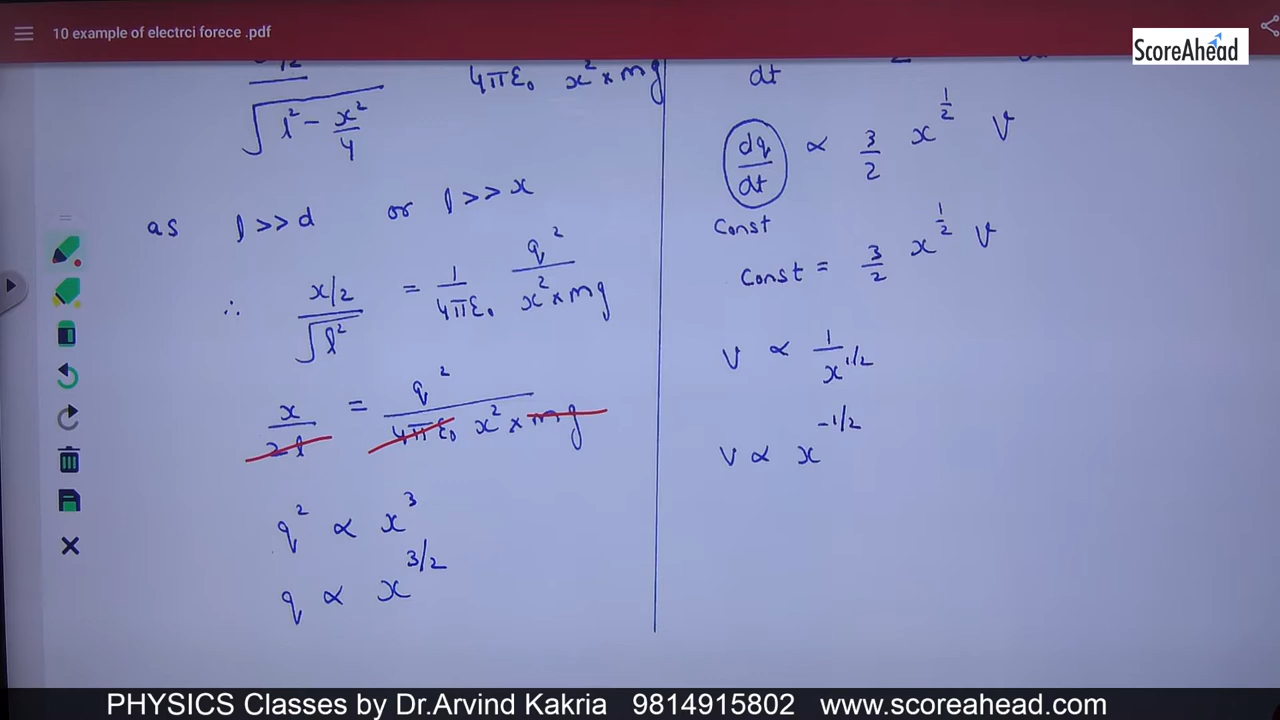 10 example of electrci forece .pdf
ScoreAhead
√(l² − x²/4)
4πε₀ x² × mg
as l >> d or l >> x
∴ (x/2)/√(l²) = 1/(4πε₀) q²/(x² × mg)
x/(2l) = q²/(4πε₀ x² × mg)
q² ∝ x³
q ∝ x^(3/2)
dt
dq/dt ∝ 3/2 x^(1/2) V
Const
Const = 3/2 x^(1/2) V
V ∝ 1/x^(1/2)
V ∝ x^(-1/2)
PHYSICS Classes by Dr.Arvind Kakria 9814915802 www.scoreahead.com